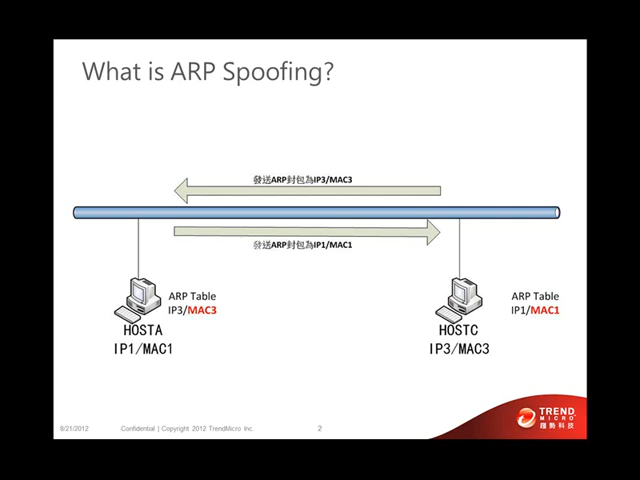 What is ARP Spoofing?
發送ARP封包為IP3/MAC3
發送ARP封包為IP1/MAC1
ARP Table
IP3/MAC3
HOSTA
IP1/MAC1
ARP Table
IP1/MAC1
HOSTC
IP3/MAC3
8/21/2012
Confidential | Copyright 2012 TrendMicro Inc.
2
TREND
MICRO
趨勢科技